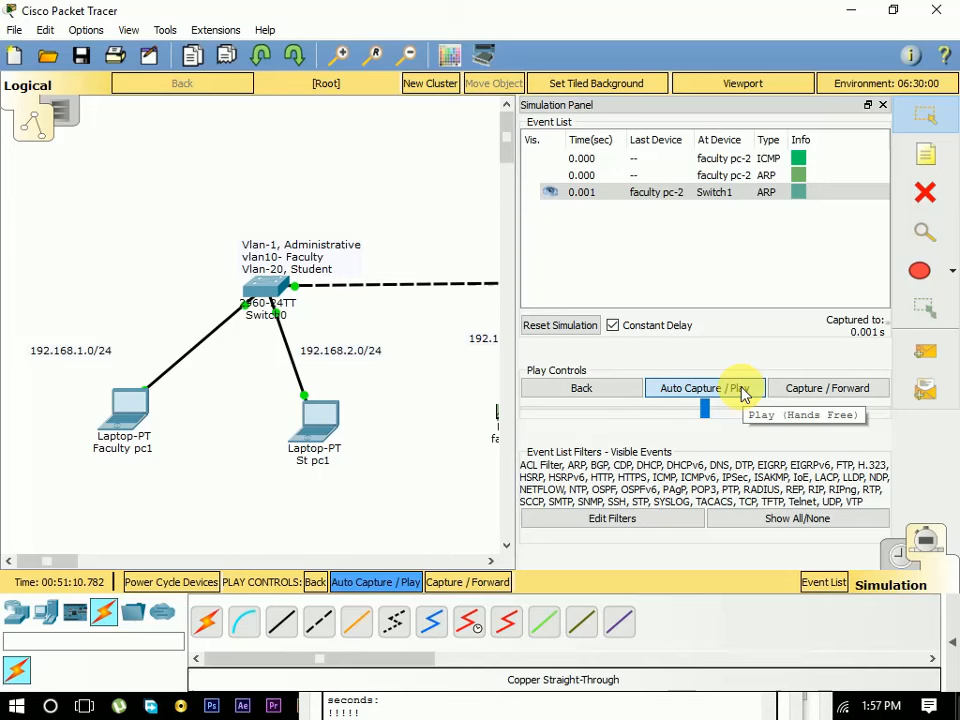 Cisco Packet Tracer
File Edit Options View Tools Extensions Help
Logical
Back
[Root]
New Cluster
Move Object
Set Tiled Background
Viewport
Environment: 06:30:00
Simulation Panel
Event List
Vis. Time(sec) Last Device At Device Type Info
0.000 -- faculty pc-2 ICMP
0.000 -- faculty pc-2 ARP
0.001 faculty pc-2 Switch1 ARP
Vlan-1, Administrative
vlan10- Faculty
Vlan-20, Student
2960-24TT
Switch0
192.168.1.0/24
192.168.2.0/24
192.1
Laptop-PT
Faculty pc1
Laptop-PT
St pc1
fa
Reset Simulation
Constant Delay
Captured to:
0.001 s
Play Controls
Back
Auto Capture / Play
Capture / Forward
Play (Hands Free)
Event List Filters - Visible Events
ACL Filter, ARP, BGP, CDP, DHCP, DHCPv6, DNS, DTP, EIGRP, EIGRPv6, FTP, H.323,
HSRP, HSRPv6, HTTP, HTTPS, ICMP, ICMPv6, IPSec, ISAKMP, IoE, LACP, LLDP, NDP,
NETFLOW, NTP, OSPF, OSPFv6, PAgP, POP3, PTP, RADIUS, REP, RIP, RIPng, RTP,
SCCP, SMTP, SNMP, SSH, STP, SYSLOG, TACACS, TCP, TFTP, Telnet, UDP, VTP
Edit Filters
Show All/None
Time: 00:51:10.782
Power Cycle Devices
PLAY CONTROLS:
Back
Auto Capture / Play
Capture / Forward
Event List
Simulation
Copper Straight-Through
seconds:
!!!!!
Ps
Ae
Pr
1:57 PM